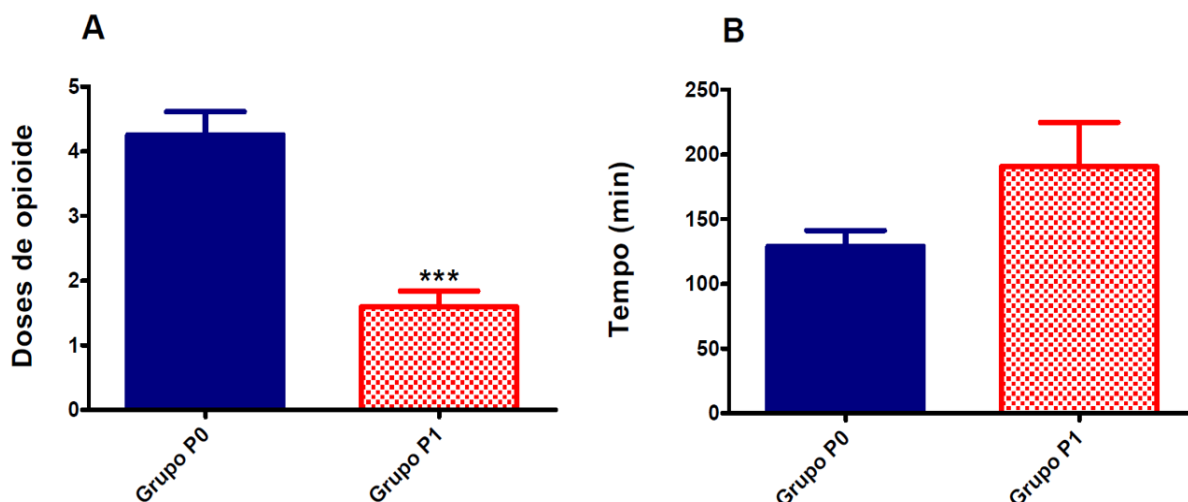 A
Doses de opioide
5
4
3
2
1
0
***
Grupo P0
Grupo P1
B
Tempo (min)
250
200
150
100
50
0
Grupo P0
Grupo P1